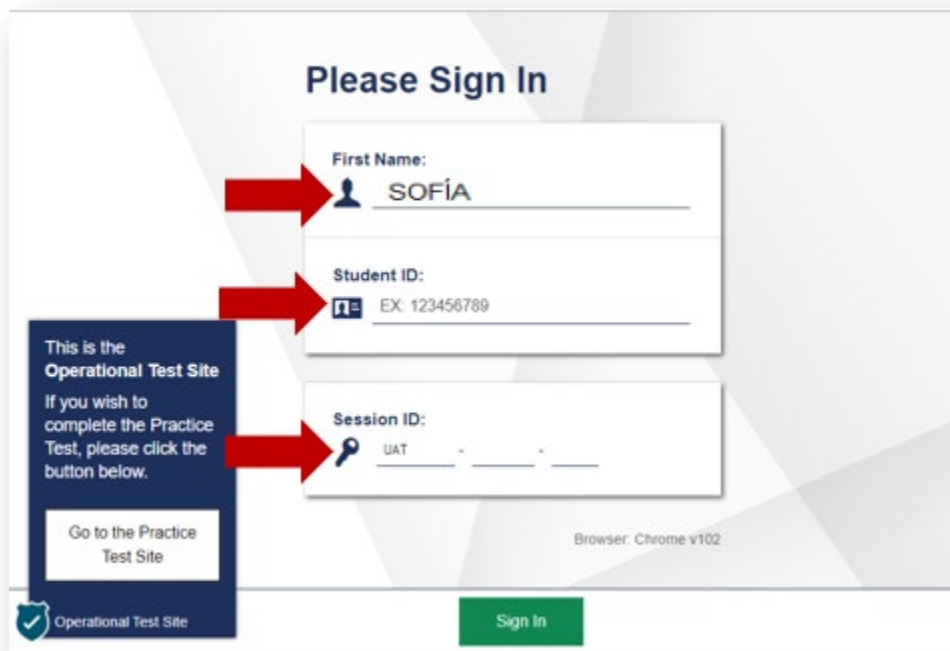 Please Sign In
First Name:
SOFÍA
Student ID:
EX: 123456789
This is the
Operational Test Site
If you wish to
complete the Practice
Test, please click the
button below.
Go to the Practice
Test Site
Operational Test Site
Session ID:
UAT - -
Browser: Chrome v102
Sign In